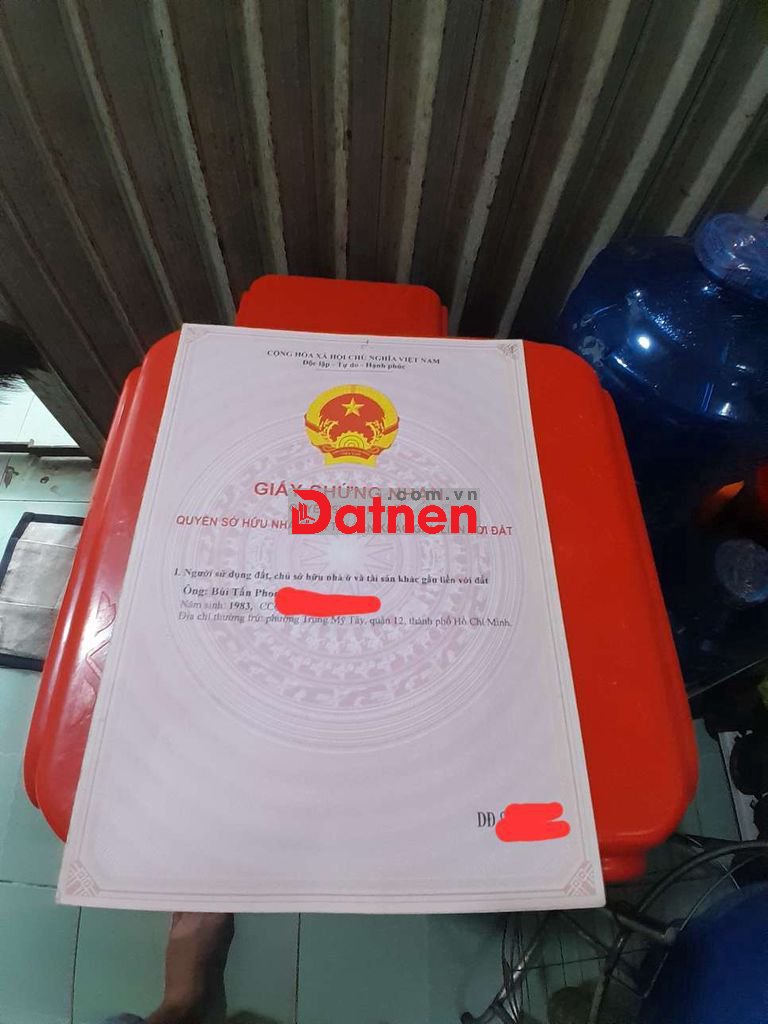 CỘNG HÒA XÃ HỘI CHỦ NGHĨA VIỆT NAM
Độc lập - Tự do - Hạnh phúc
GIẤY CHỨNG NHẬN
.com.vn
Datnen
QUYỀN SỞ HỮU NHÀ
VỚI ĐẤT
I. Người sử dụng đất, chủ sở hữu nhà ở và tài sản khác gắn liền với đất
Ông: Bùi Tấn
Năm sinh: 1983,
Địa chỉ thường trú: phường Trung Mỹ Tây, quận 12, thành phố Hồ Chí Minh.
DĐ